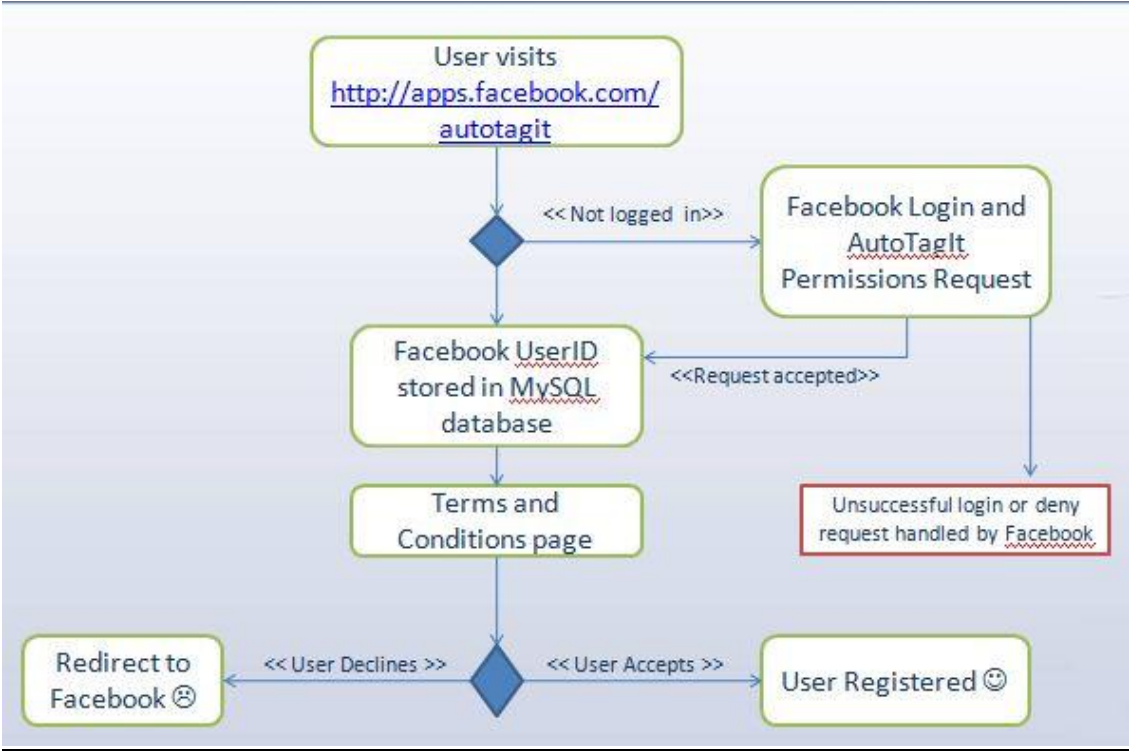 User visits
http://apps.facebook.com/
autotagit
<< Not logged in>>
Facebook Login and
AutoTagIt
Permissions Request
Facebook UserID
stored in MySQL
database
<<Request accepted>>
Terms and
Conditions page
Unsuccessful login or deny
request handled by Facebook
Redirect to
Facebook ☹
<< User Declines >>
<< User Accepts >>
User Registered ☺